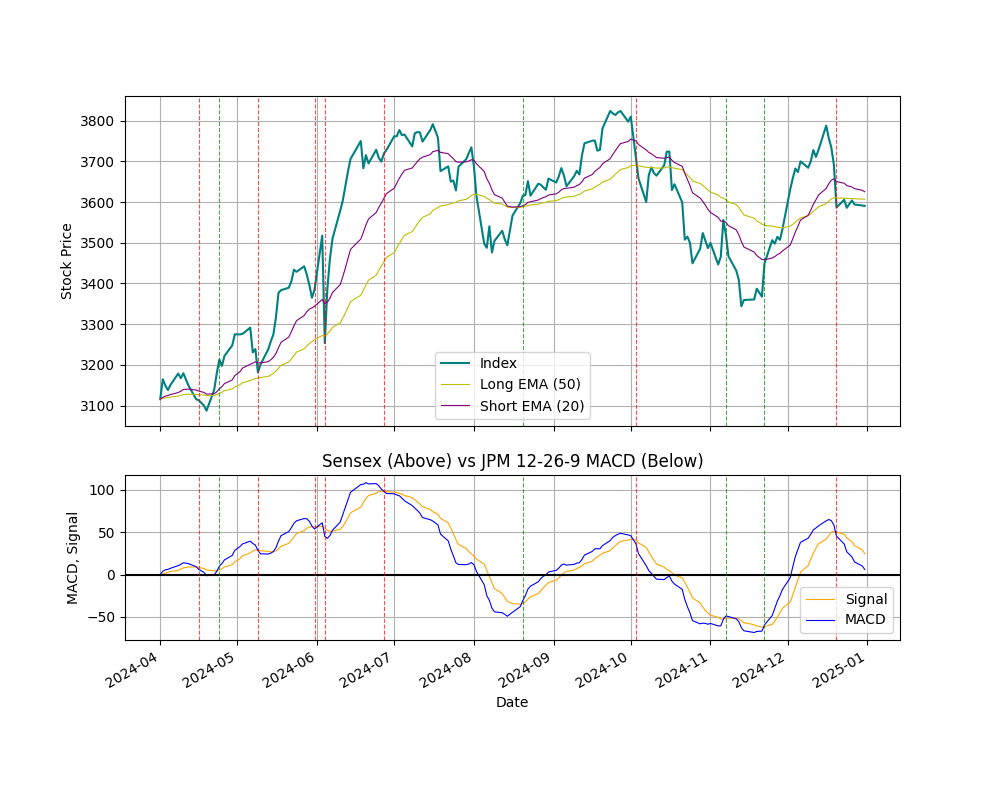 3800
3700
3600
3500
3400
3300
3200
3100
Stock Price
Index
Long EMA (50)
Short EMA (20)
Sensex (Above) vs JPM 12-26-9 MACD (Below)
100
50
0
−50
MACD, Signal
Signal
MACD
2024-04
2024-05
2024-06
2024-07
2024-08
2024-09
2024-10
2024-11
2024-12
2025-01
Date